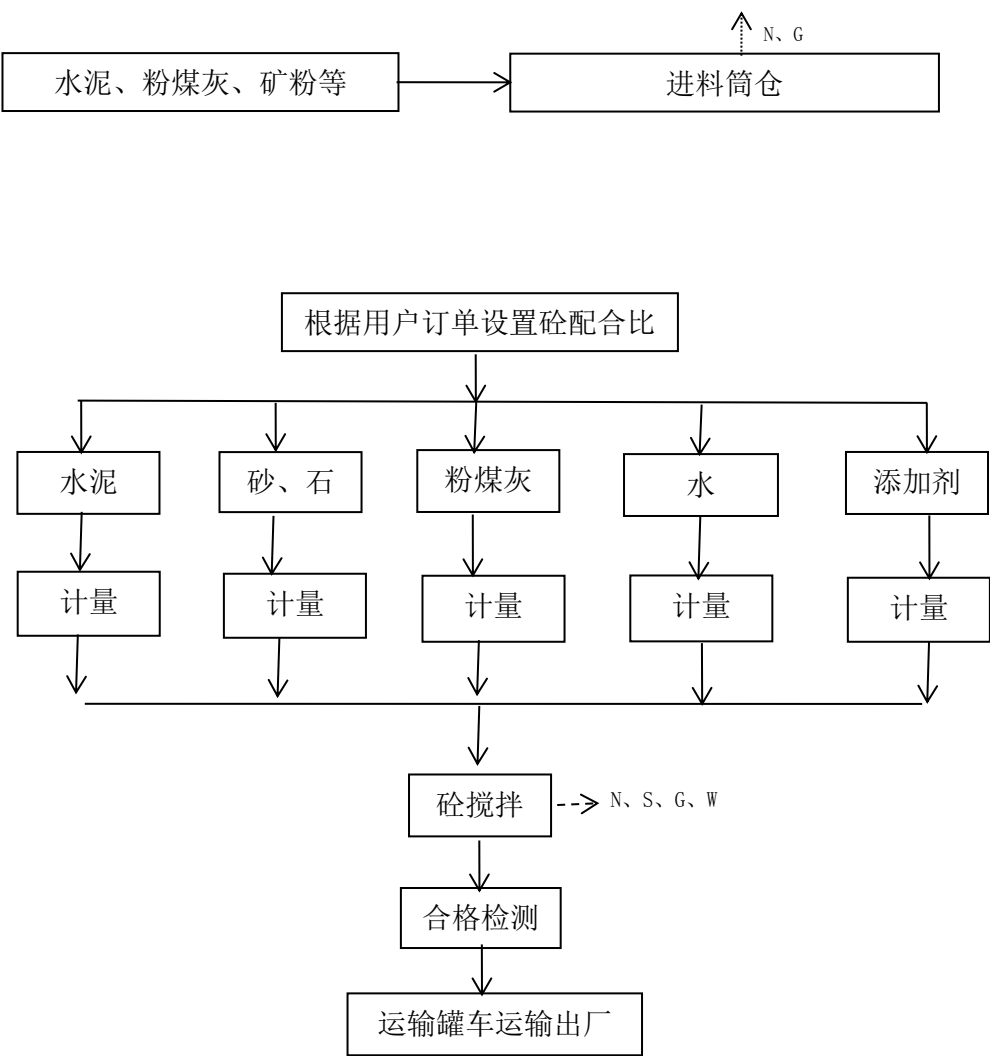 N、G
水泥、粉煤灰、矿粉等
进料筒仓
根据用户订单设置砼配合比
水泥
砂、石
粉煤灰
水
添加剂
计量
计量
计量
计量
计量
砼搅拌
N、S、G、W
合格检测
运输罐车运输出厂